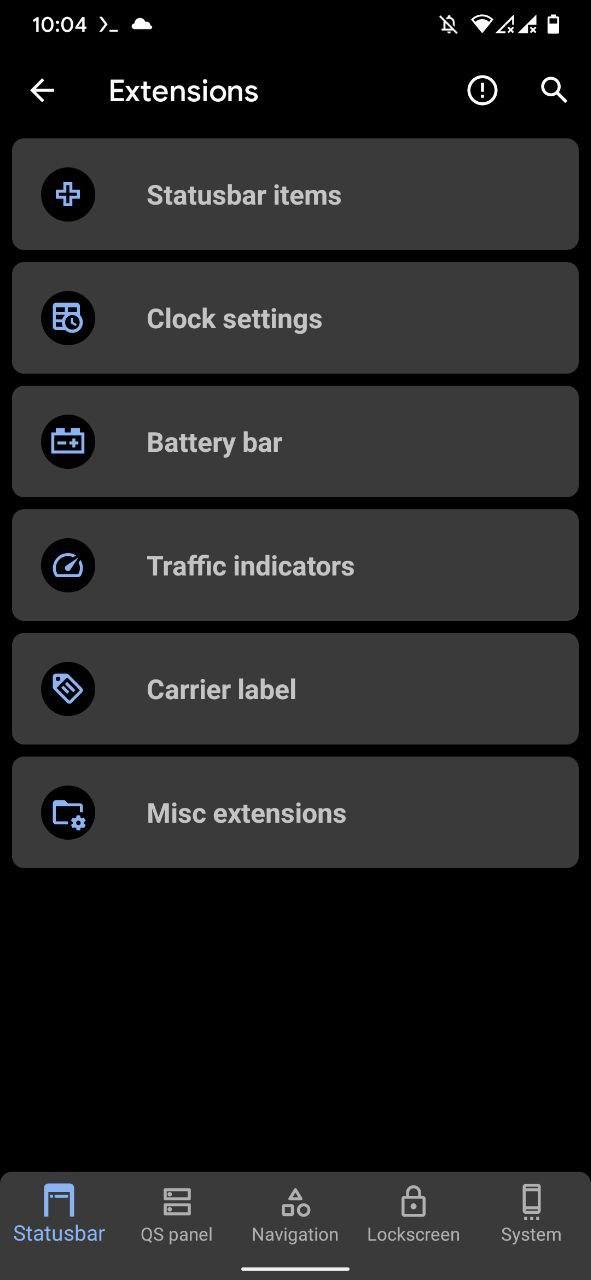 10:04
Extensions
Statusbar items
Clock settings
Battery bar
Traffic indicators
Carrier label
Misc extensions
Statusbar
QS panel
Navigation
Lockscreen
System